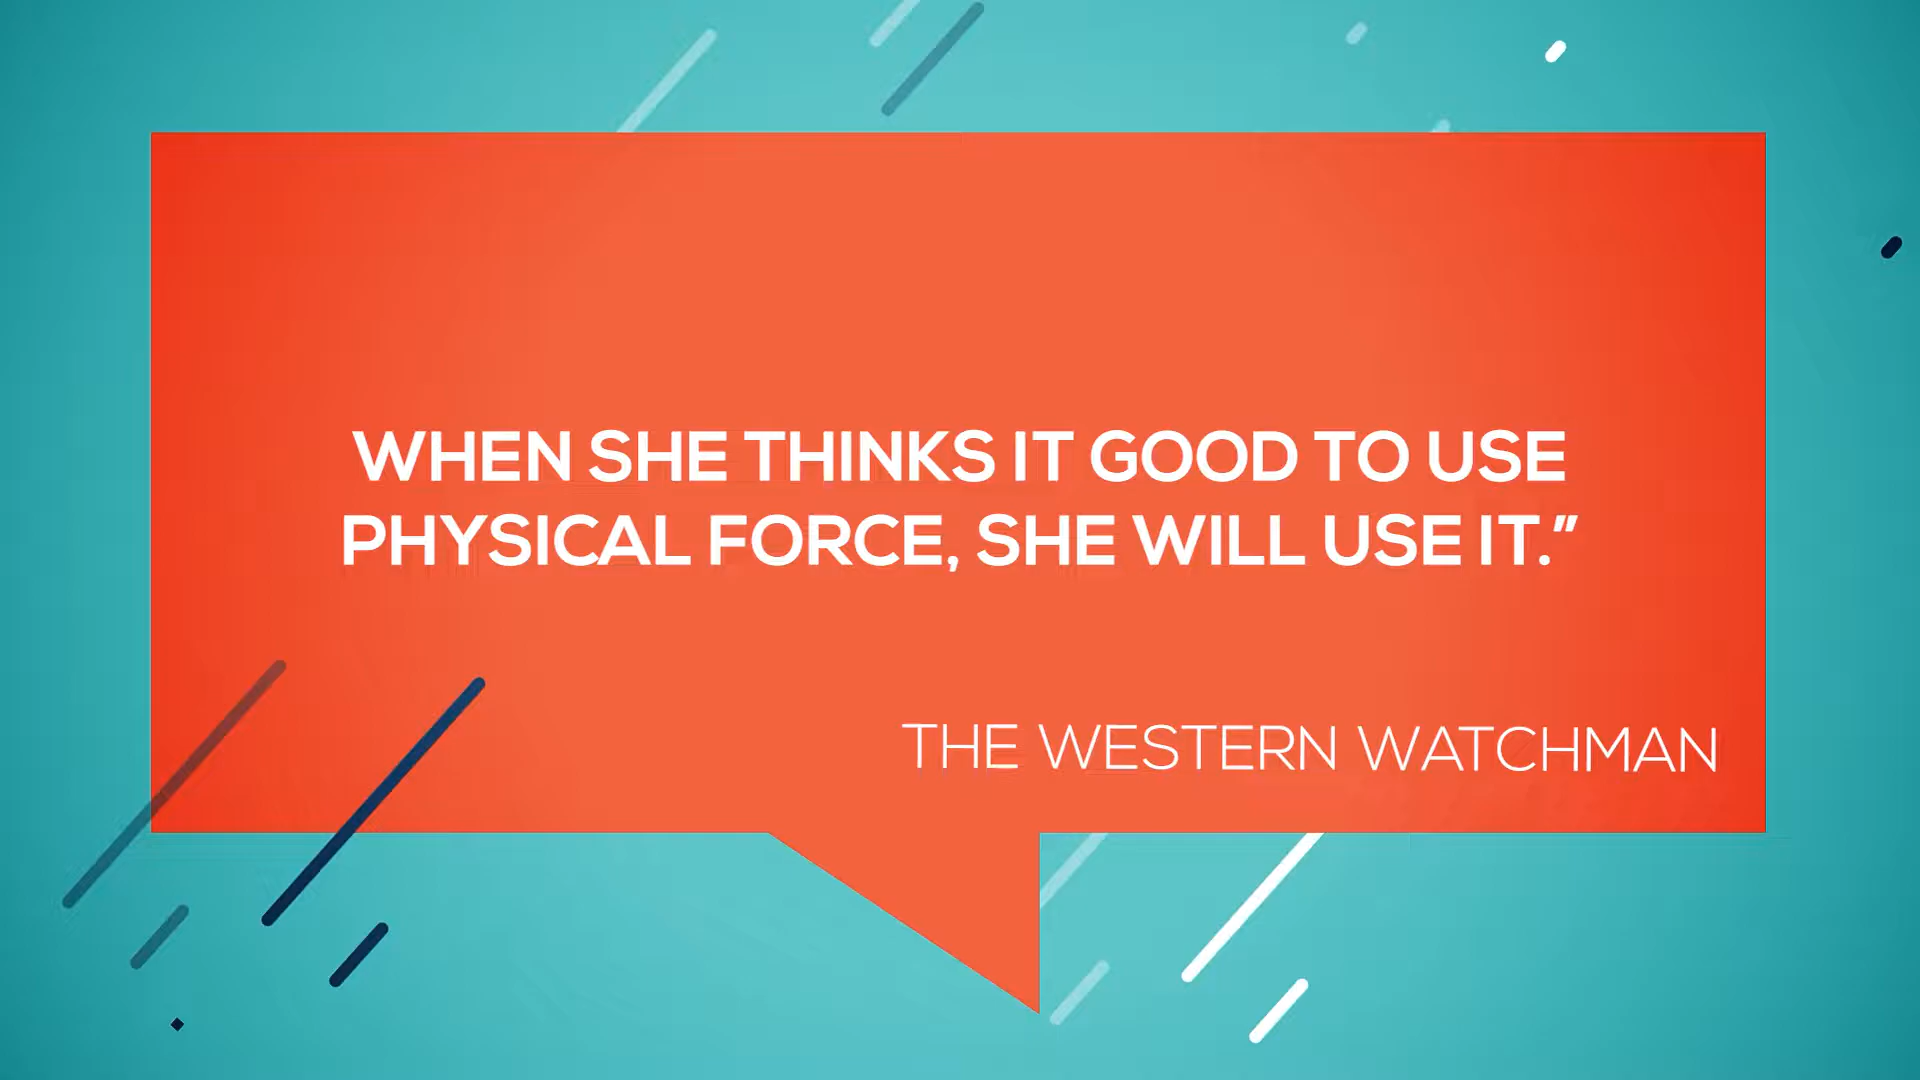 WHEN SHE THINKS IT GOOD TO USE
PHYSICAL FORCE, SHE WILL USE IT.”
THE WESTERN WATCHMAN